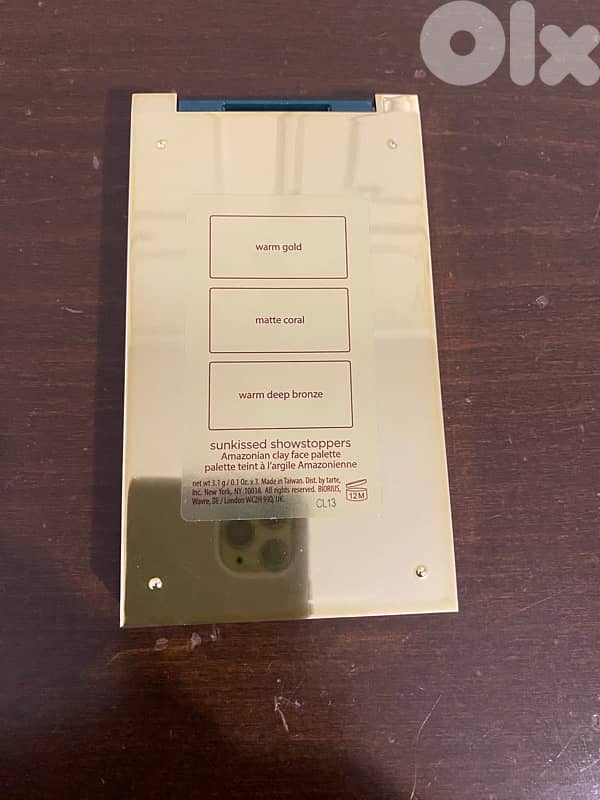 Olx
warm gold
matte coral
warm deep bronze
sunkissed showstoppers
Amazonian clay face palette
palette teint à l'argile Amazonienne
net wt 3.1 g / 0.1 Oz. x 3. Made in Taiwan. Dist. by tarte,
Inc. New York, NY 10018. All rights reserved. BIORIUS,
Wavre, BE / London WC2H 9JQ, UK.
12M
CL13